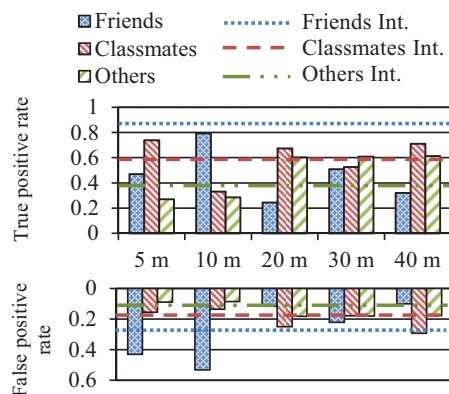 Friends
Friends Int.
Classmates
Classmates Int.
Others
Others Int.
True positive rate
1
0.8
0.6
0.4
0.2
0
5 m 10 m 20 m 30 m 40 m
False positive
rate
0
0.2
0.4
0.6